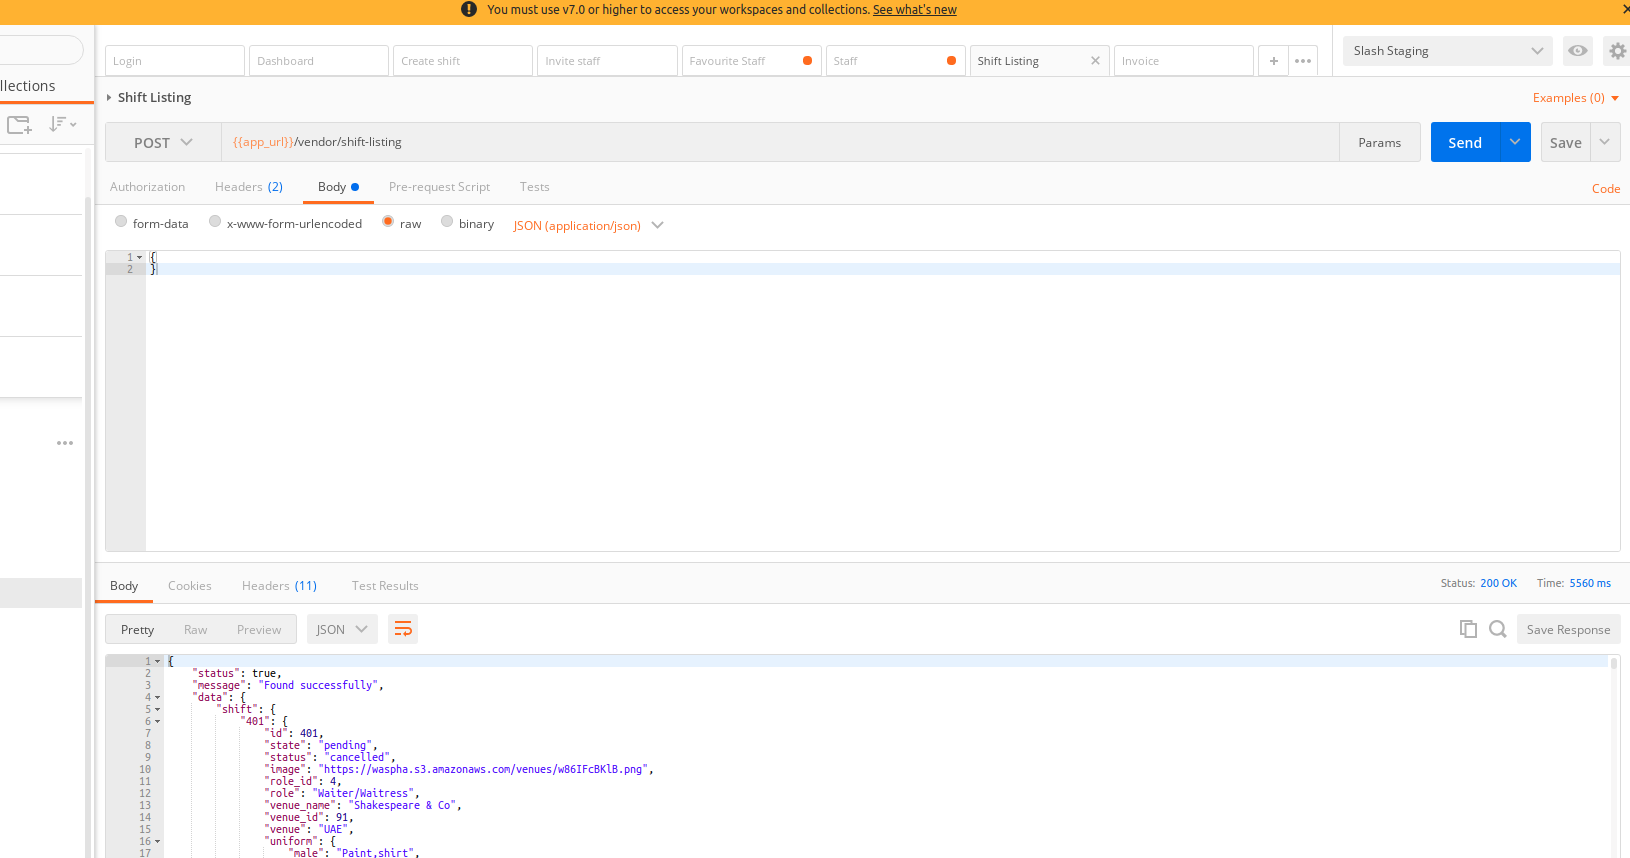 You must use v7.0 or higher to access your workspaces and collections. See what's new
Login Dashboard Create shift Invite staff Favourite Staff Staff Shift Listing Invoice
Slash Staging
llections
Shift Listing
Examples (0)
POST {{app_url}}/vendor/shift-listing Params Send Save
Authorization Headers (2) Body Pre-request Script Tests Code
form-data x-www-form-urlencoded raw binary JSON (application/json)
1 {
2 }
Body Cookies Headers (11) Test Results Status: 200 OK Time: 5560 ms
Pretty Raw Preview JSON Save Response
1 {
2 "status": true,
3 "message": "Found successfully",
4 "data": {
5 "shift": {
6 "401": {
7 "id": 401,
8 "state": "pending",
9 "status": "cancelled",
10 "image": "https://waspha.s3.amazonaws.com/venues/w86IFcBKlB.png",
11 "role_id": 4,
12 "role": "Waiter/Waitress",
13 "venue_name": "Shakespeare & Co",
14 "venue_id": 91,
15 "venue": "UAE",
16 "uniform": {
17 "male": "Paint,shirt",